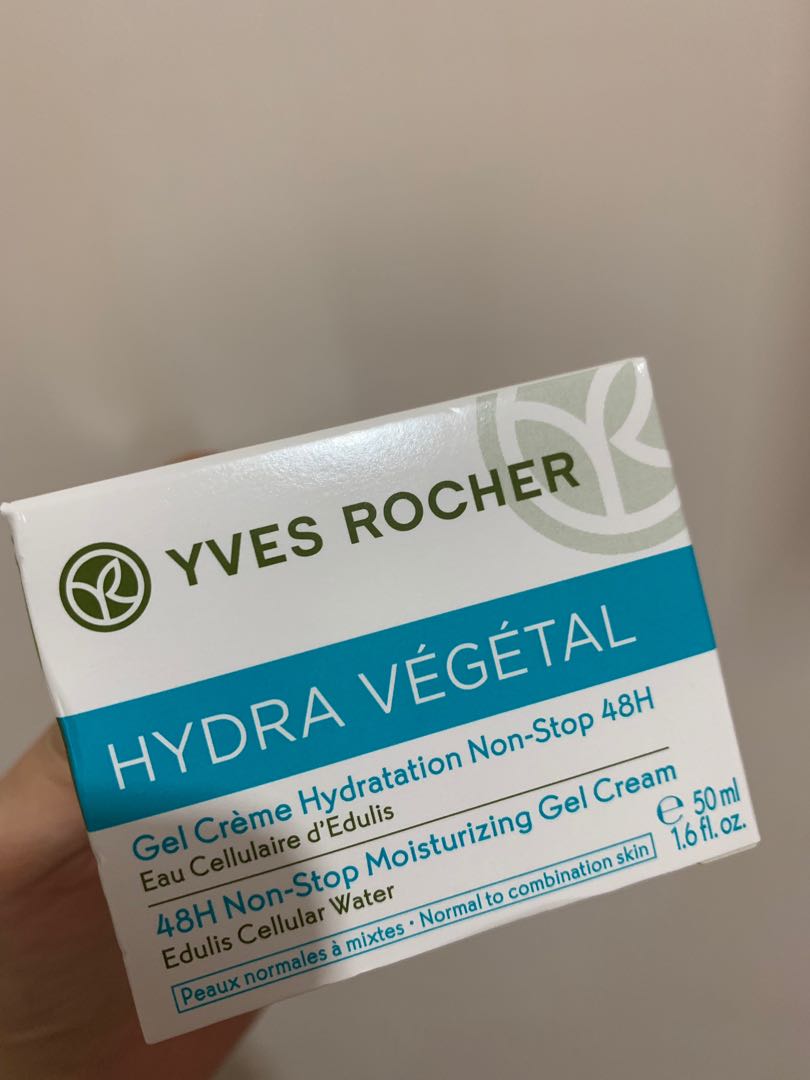 YVES ROCHER
HYDRA VÉGÉTAL
Gel Crème Hydratation Non-Stop 48H
Eau Cellulaire d'Edulis
48H Non-Stop Moisturizing Gel Cream
Edulis Cellular Water
Peaux normales à mixtes · Normal to combination skin
℮ 50 ml
1.6 fl. oz.